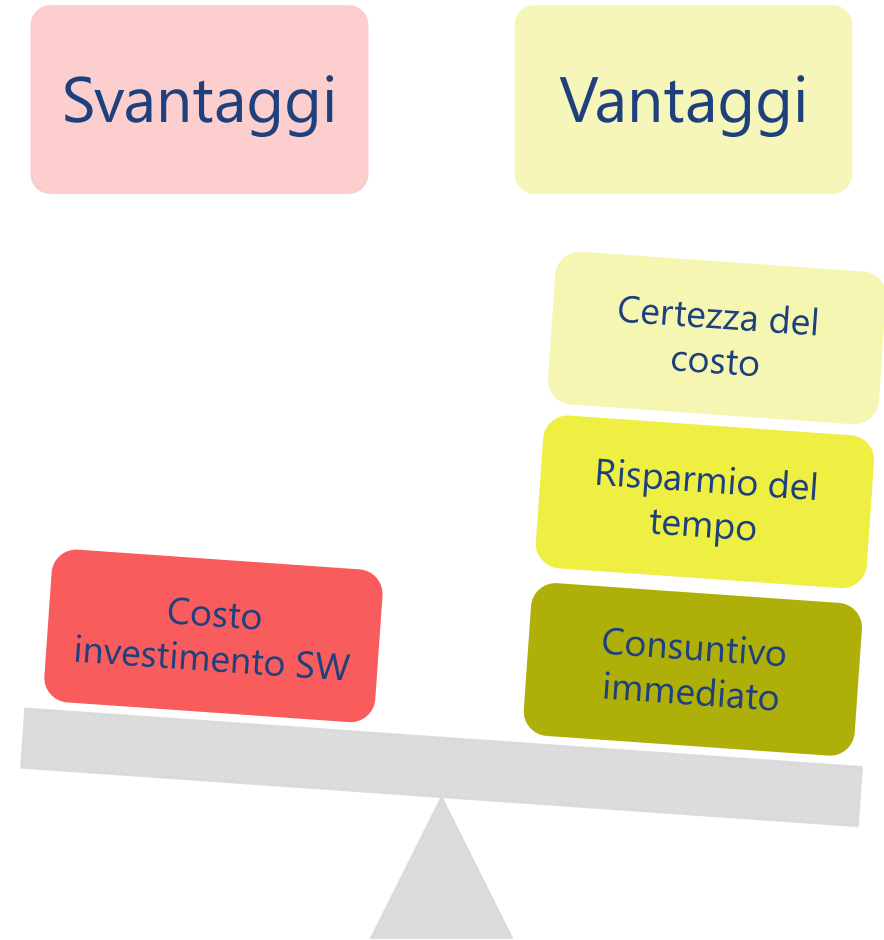 Svantaggi
Vantaggi
Certezza del
costo
Risparmio del
tempo
Costo
investimento SW
Consuntivo
immediato